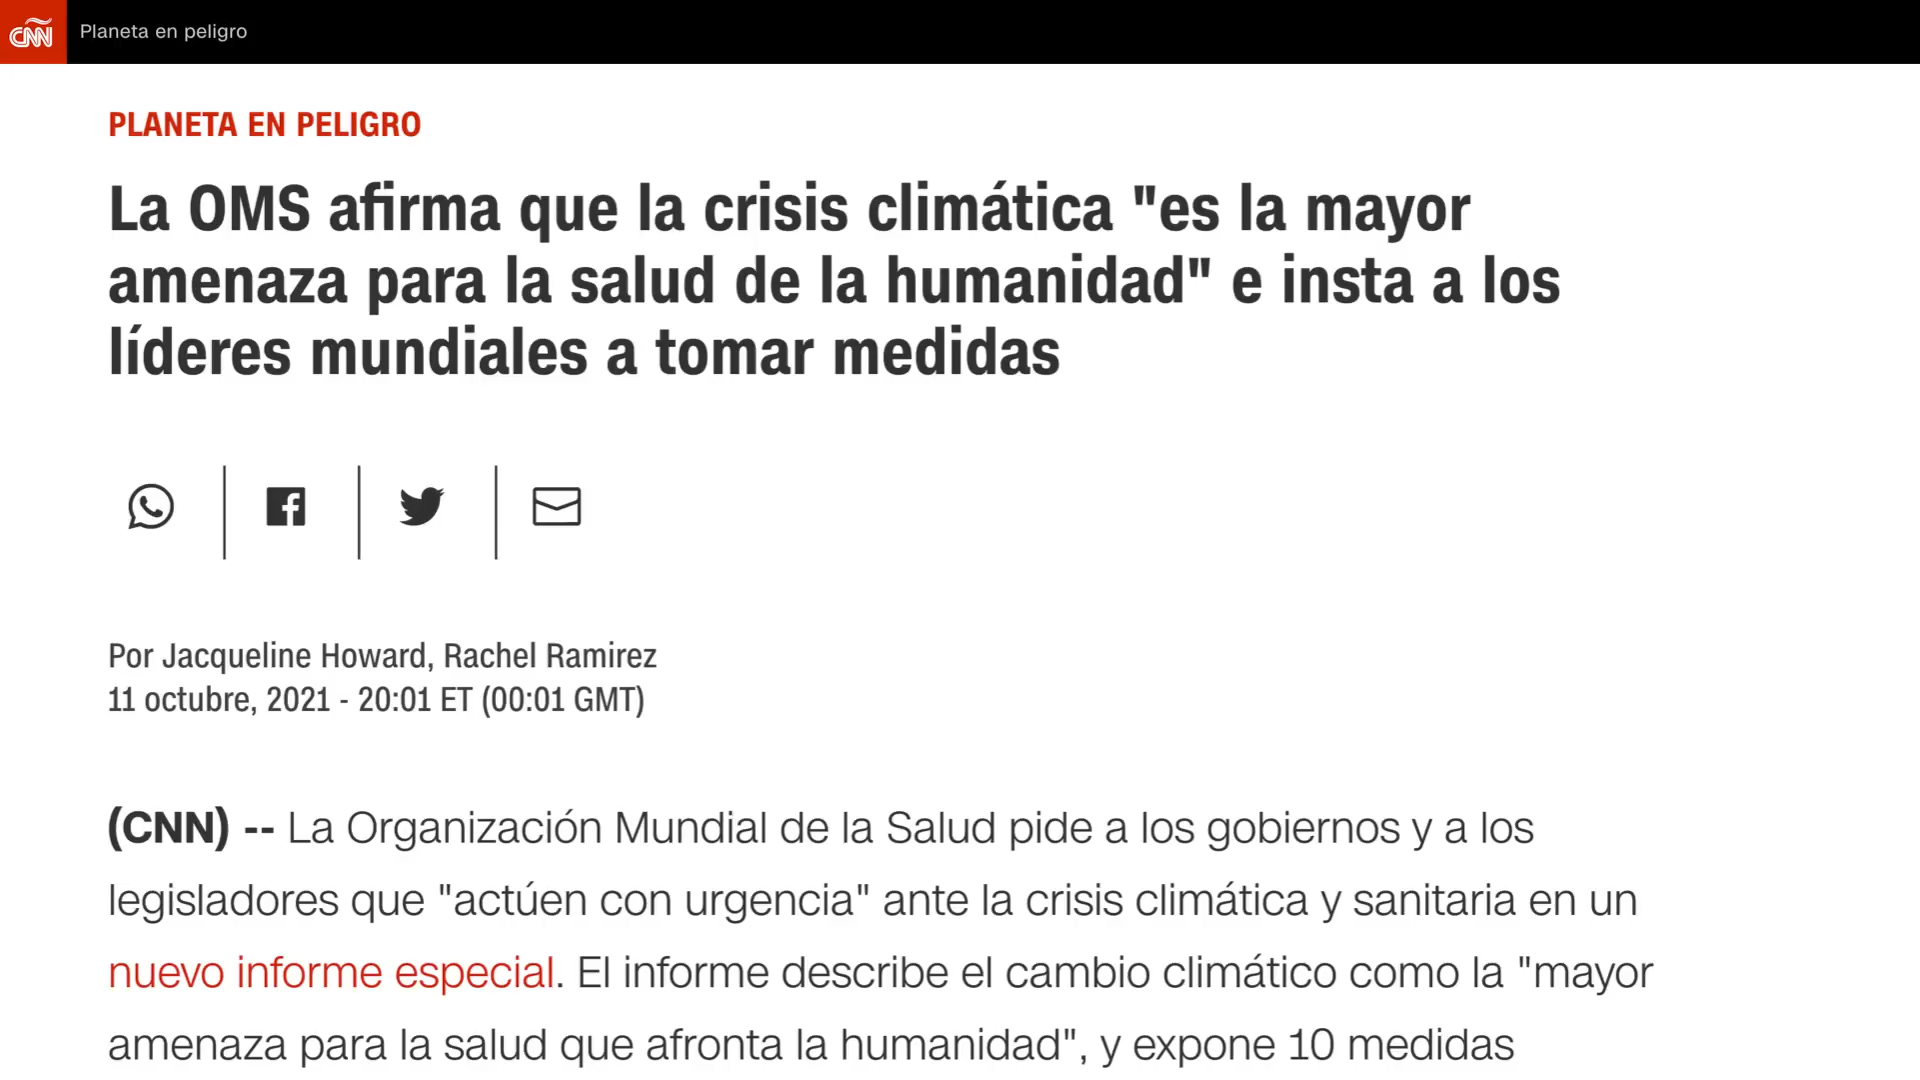 CNN Planeta en peligro
PLANETA EN PELIGRO
La OMS afirma que la crisis climática "es la mayor
amenaza para la salud de la humanidad" e insta a los
líderes mundiales a tomar medidas
Por Jacqueline Howard, Rachel Ramirez
11 octubre, 2021 - 20:01 ET (00:01 GMT)
(CNN) -- La Organización Mundial de la Salud pide a los gobiernos y a los
legisladores que "actúen con urgencia" ante la crisis climática y sanitaria en un
nuevo informe especial. El informe describe el cambio climático como la "mayor
amenaza para la salud que afronta la humanidad", y expone 10 medidas